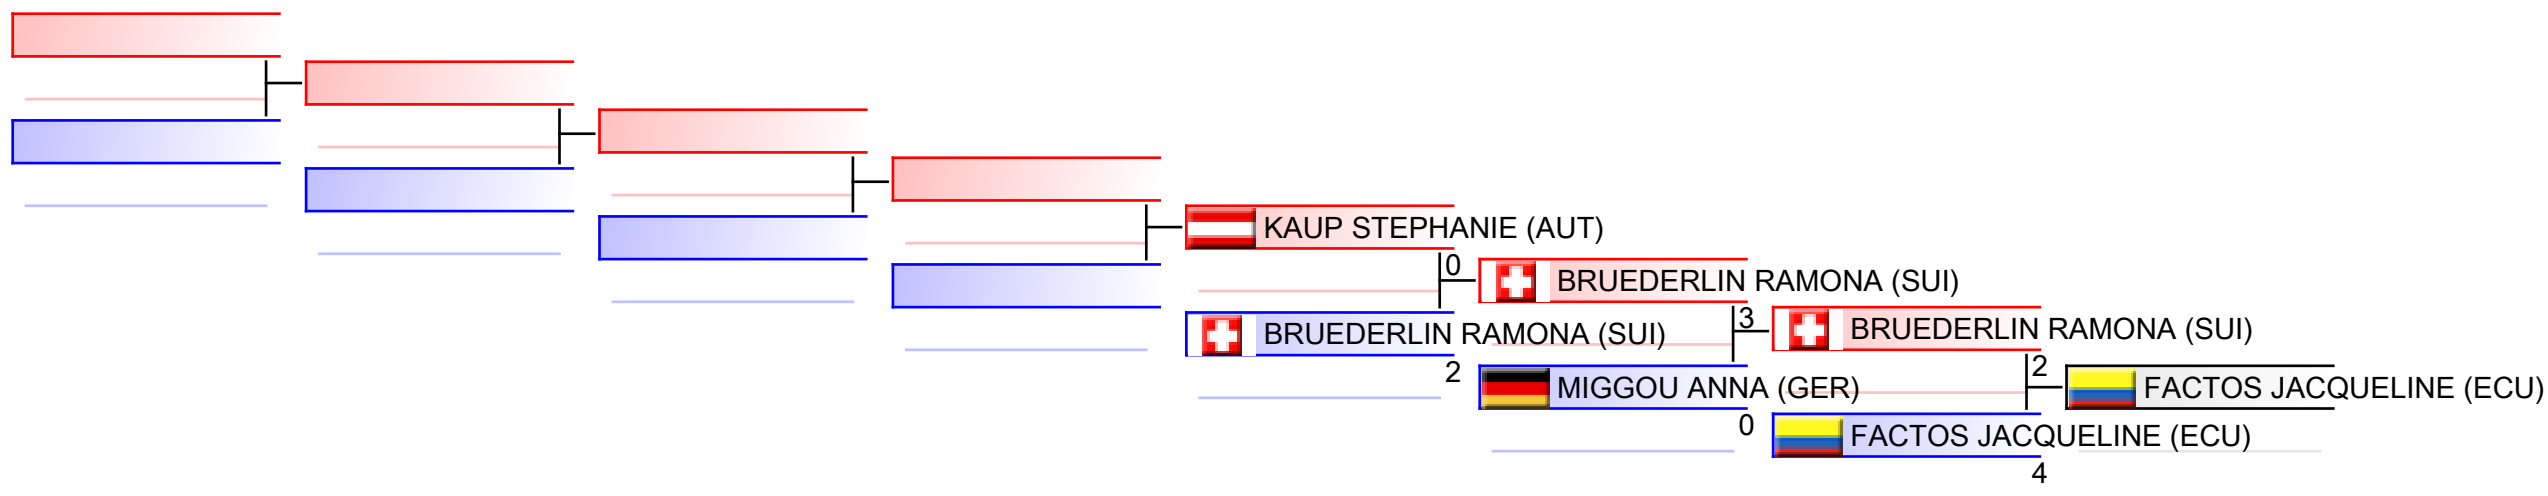 KAUP STEPHANIE (AUT)
0
BRUEDERLIN RAMONA (SUI)
2
BRUEDERLIN RAMONA (SUI)
3
MIGGOU ANNA (GER)
0
BRUEDERLIN RAMONA (SUI)
2
FACTOS JACQUELINE (ECU)
4
FACTOS JACQUELINE (ECU)